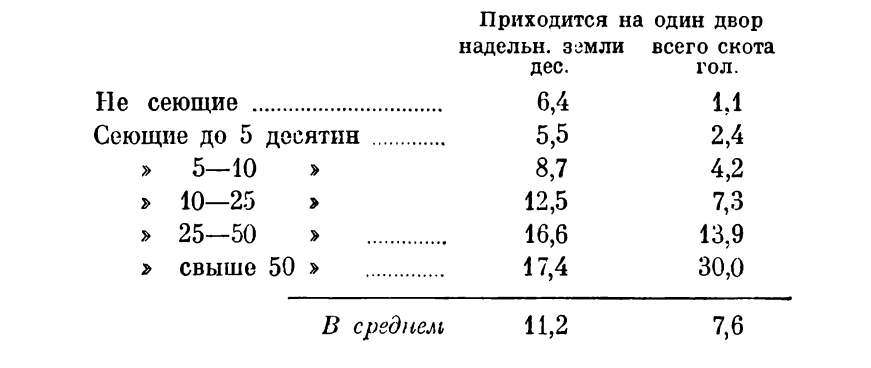 Приходится на один двор
надельн. земли всего скота
дес. гол.
Не сеющие ................................ 6,4 1,1
Сеющие до 5 десятин ............ 5,5 2,4
» 5—10 » 8,7 4,2
» 10—25 » 12,5 7,3
» 25—50 » ............. 16,6 13,9
» свыше 50 » ............. 17,4 30,0
В среднем 11,2 7,6